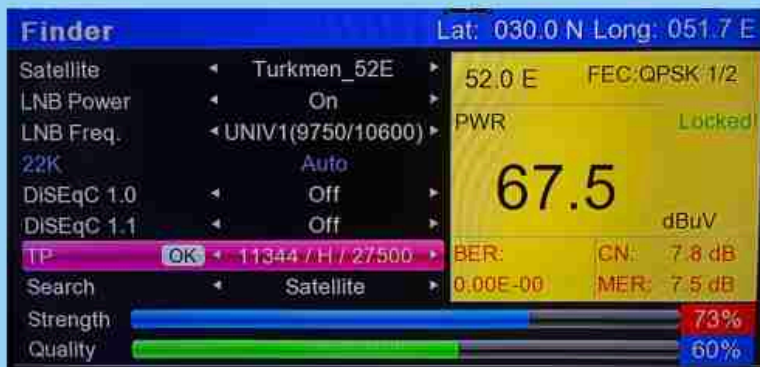 Finder Lat: 030.0 N Long: 051.7 E
Satellite Turkmen_52E
LNB Power On
LNB Freq. UNIV1(9750/10600)
22K Auto
DiSEqC 1.0 Off
DiSEqC 1.1 Off
TP OK 11344 / H / 27500
Search Satellite
52.0 E FEC:QPSK 1/2
PWR Locked
67.5
dBuV
BER: CN: 7.8 dB
0.00E-00 MER: 7.5 dB
Strength 73%
Quality 60%